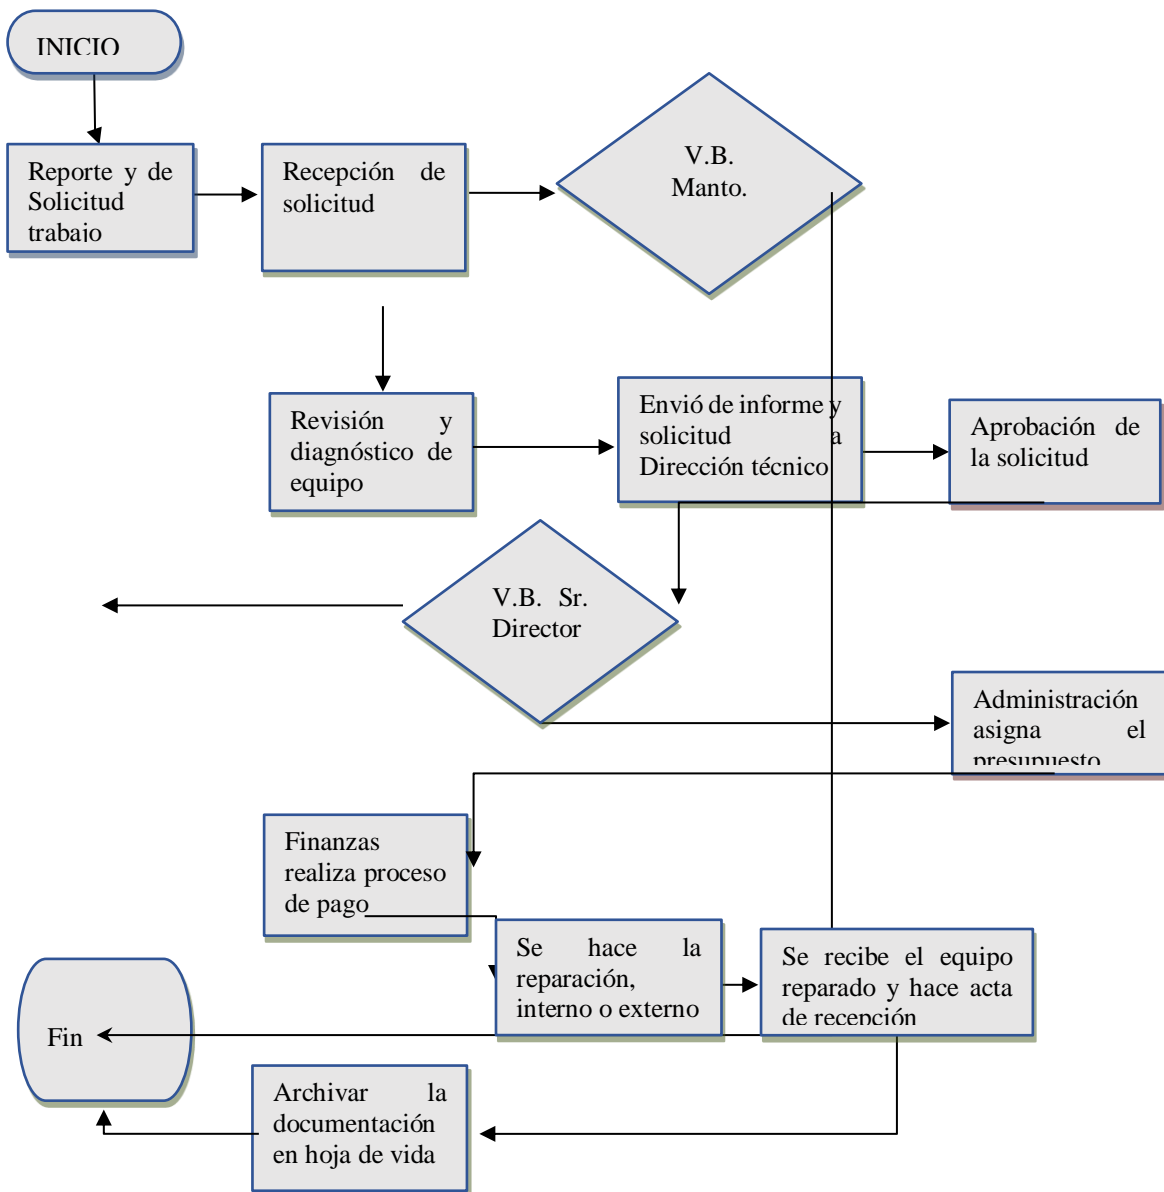 INICIO
Reporte y de
Solicitud
trabajo
Recepción de
solicitud
V.B.
Manto.
Revisión y
diagnóstico de
equipo
Envió de informe y
solicitud a
Dirección técnico
Aprobación de
la solicitud
V.B. Sr.
Director
Administración
asigna el
presupuesto
Finanzas
realiza proceso
de pago
Se hace la
reparación,
interno o externo
Se recibe el equipo
reparado y hace acta
de recepción
Fin
Archivar la
documentación
en hoja de vida